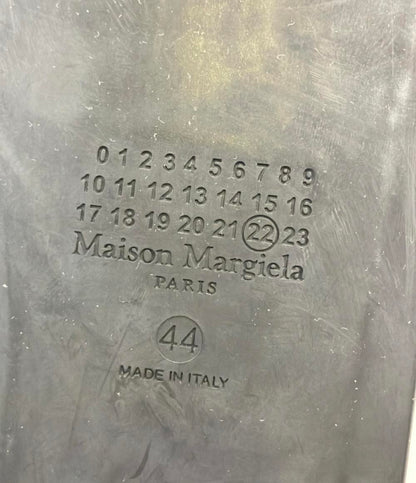 0 1 2 3 4 5 6 7 8 9
10 11 12 13 14 15 16
17 18 19 20 21 22 23
Maison Margiela
PARIS
44
MADE IN ITALY